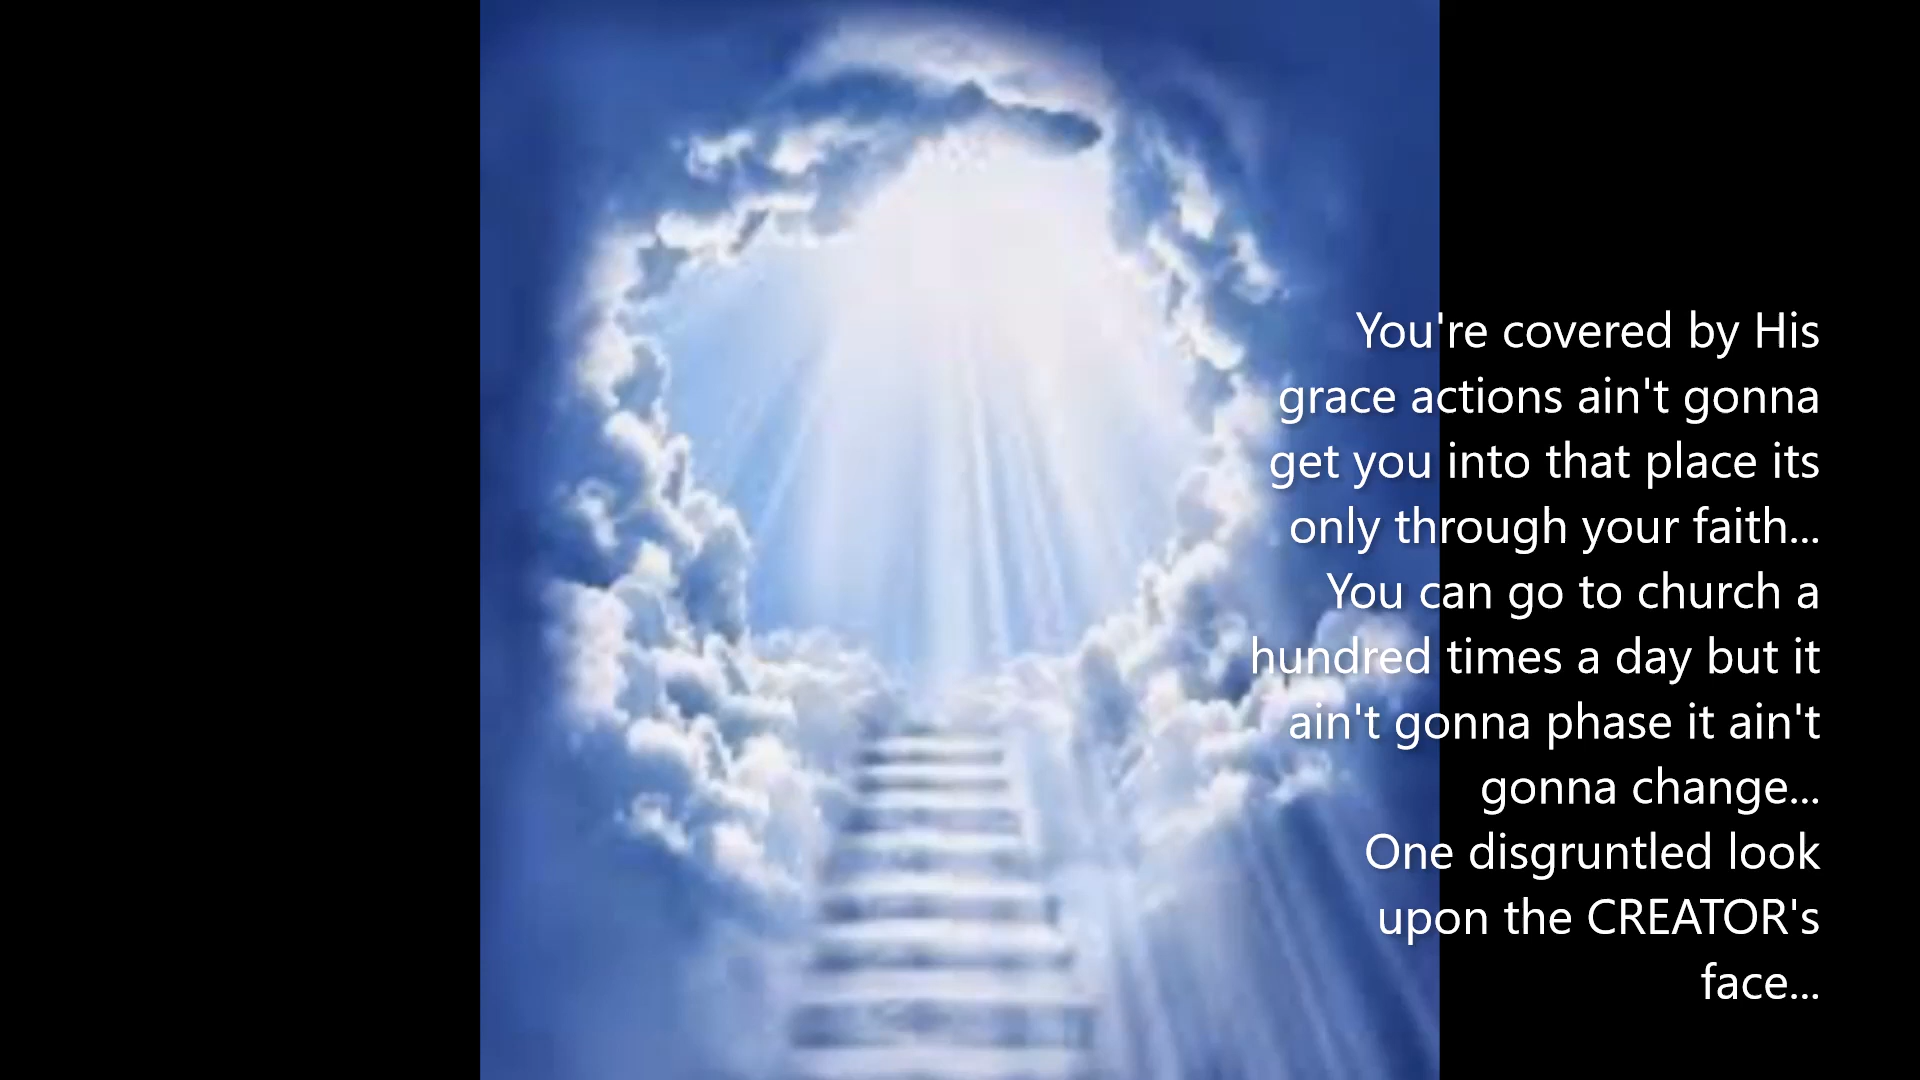 You're covered by His
grace actions ain't gonna
get you into that place its
only through your faith...
You can go to church a
hundred times a day but it
ain't gonna phase it ain't
gonna change...
One disgruntled look
upon the CREATOR's
face...